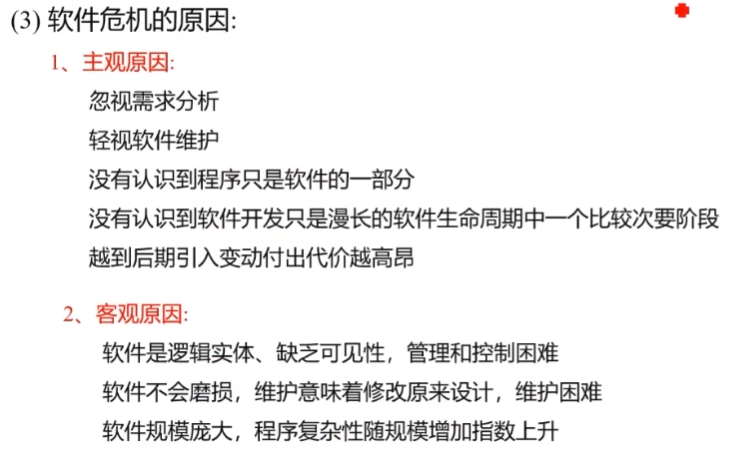 (3) 软件危机的原因:
1、主观原因:
忽视需求分析
轻视软件维护
没有认识到程序只是软件的一部分
没有认识到软件开发只是漫长的软件生命周期中一个比较次要阶段
越到后期引入变动付出代价越高昂
2、客观原因:
软件是逻辑实体、缺乏可见性，管理和控制困难
软件不会磨损，维护意味着修改原来设计，维护困难
软件规模庞大，程序复杂性随规模增加指数上升